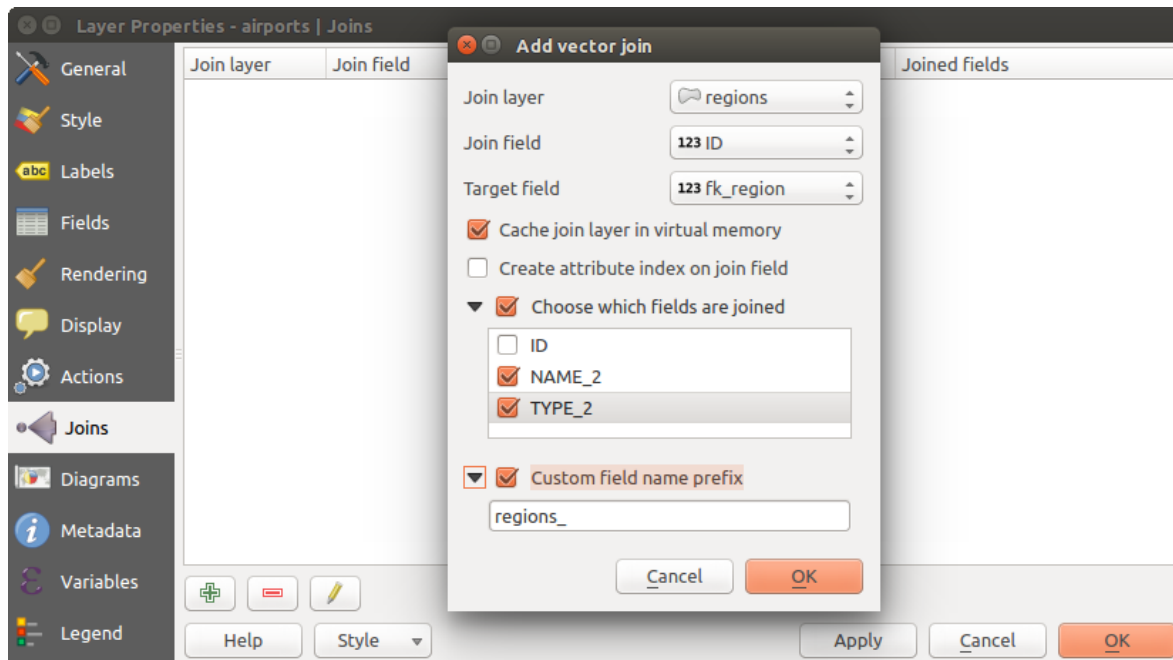 Layer Properties - airports | Joins
General
Style
abc Labels
Fields
Rendering
Display
Actions
Joins
Diagrams
Metadata
Variables
Legend
Join layer Join field Joined fields
Add vector join
Join layer regions
Join field 123 ID
Target field 123 fk_region
Cache join layer in virtual memory
Create attribute index on join field
Choose which fields are joined
ID
NAME_2
TYPE_2
Custom field name prefix
regions_
Cancel OK
Help Style Apply Cancel OK